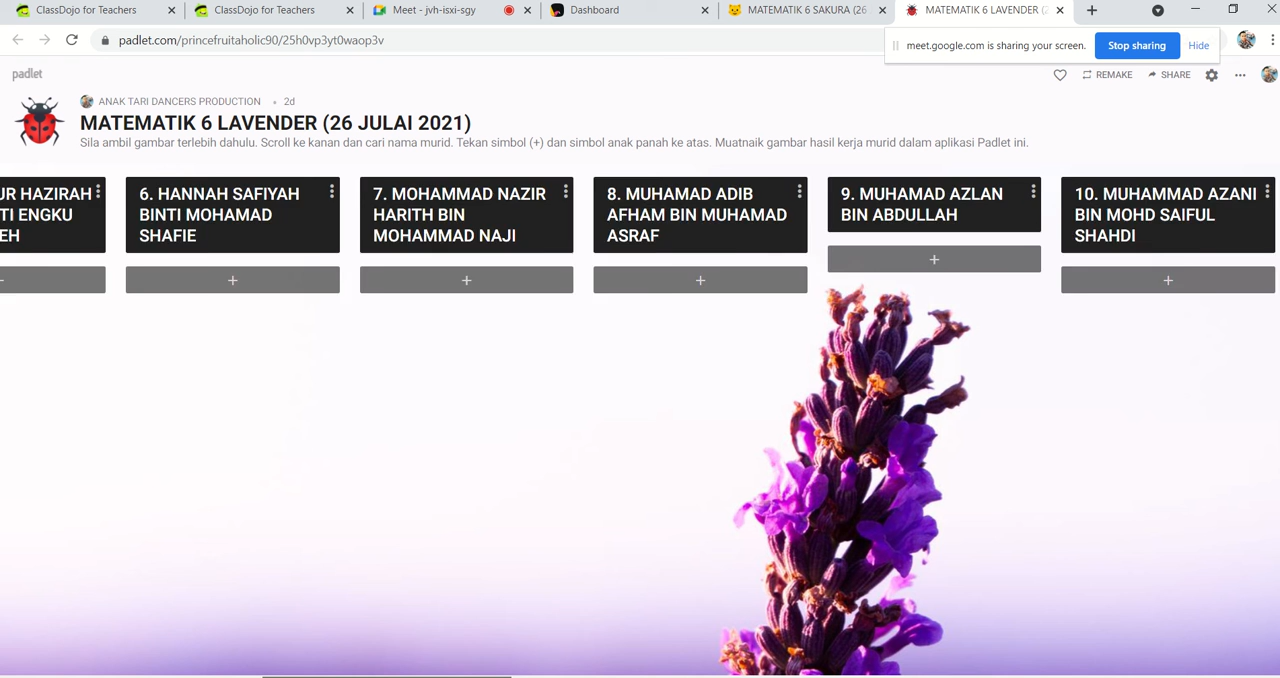 ClassDojo for Teachers
ClassDojo for Teachers
Meet - jvh-isxi-sgy
Dashboard
MATEMATIK 6 SAKURA (26
MATEMATIK 6 LAVENDER (2
padlet.com/princefruitaholic90/25h0vp3yt0waop3v
meet.google.com is sharing your screen.
Stop sharing
Hide
padlet
REMAKE
SHARE
ANAK TARI DANCERS PRODUCTION • 2d
MATEMATIK 6 LAVENDER (26 JULAI 2021)
Sila ambil gambar terlebih dahulu. Scroll ke kanan dan cari nama murid. Tekan simbol (+) dan simbol anak panah ke atas. Muatnaik gambar hasil kerja murid dalam aplikasi Padlet ini.
UR HAZIRAH
TI ENGKU
EH
6. HANNAH SAFIYAH
BINTI MOHAMAD
SHAFIE
7. MOHAMMAD NAZIR
HARITH BIN
MOHAMMAD NAJI
8. MUHAMAD ADIB
AFHAM BIN MUHAMAD
ASRAF
9. MUHAMAD AZLAN
BIN ABDULLAH
10. MUHAMMAD AZANI
BIN MOHD SAIFUL
SHAHDI